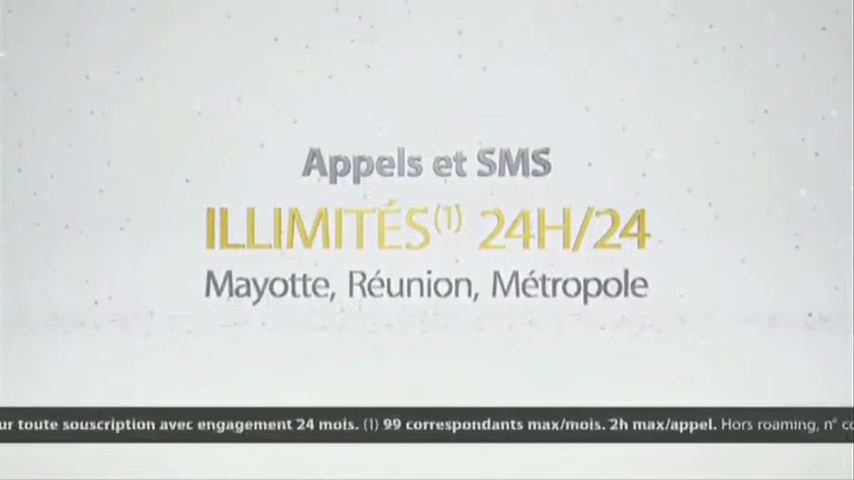 Appels et SMS
ILLIMITÉS(1) 24H/24
Mayotte, Réunion, Métropole
toute souscription avec engagement 24 mois. (1) 99 correspondants max/mois. 2h max/appel. Hors roaming, n°